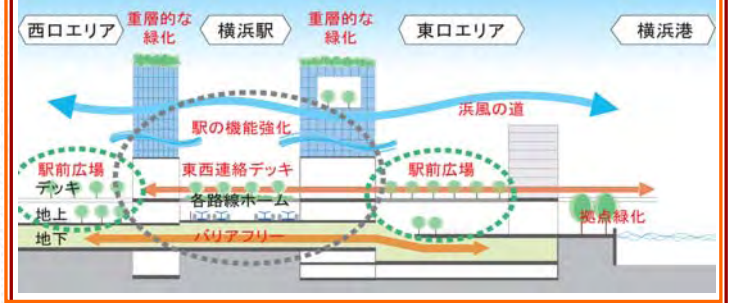 西口エリア
重層的な
緑化
横浜駅
重層的な
緑化
東口エリア
横浜港
浜風の道
駅の機能強化
駅前広場
東西連絡デッキ
駅前広場
デッキ
各路線ホーム
地上
拠点緑化
地下
バリアフリー